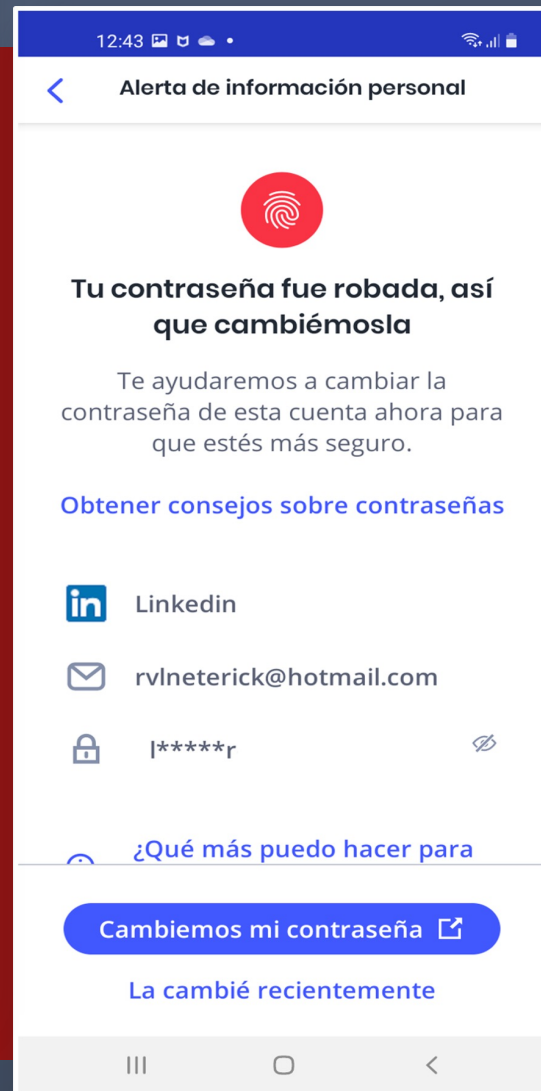 12:43
Alerta de información personal
Tu contraseña fue robada, así
que cambiémosla
Te ayudaremos a cambiar la
contraseña de esta cuenta ahora para
que estés más seguro.
Obtener consejos sobre contraseñas
in Linkedin
rvlneterick@hotmail.com
l*****r
¿Qué más puedo hacer para
Cambiemos mi contraseña
La cambié recientemente